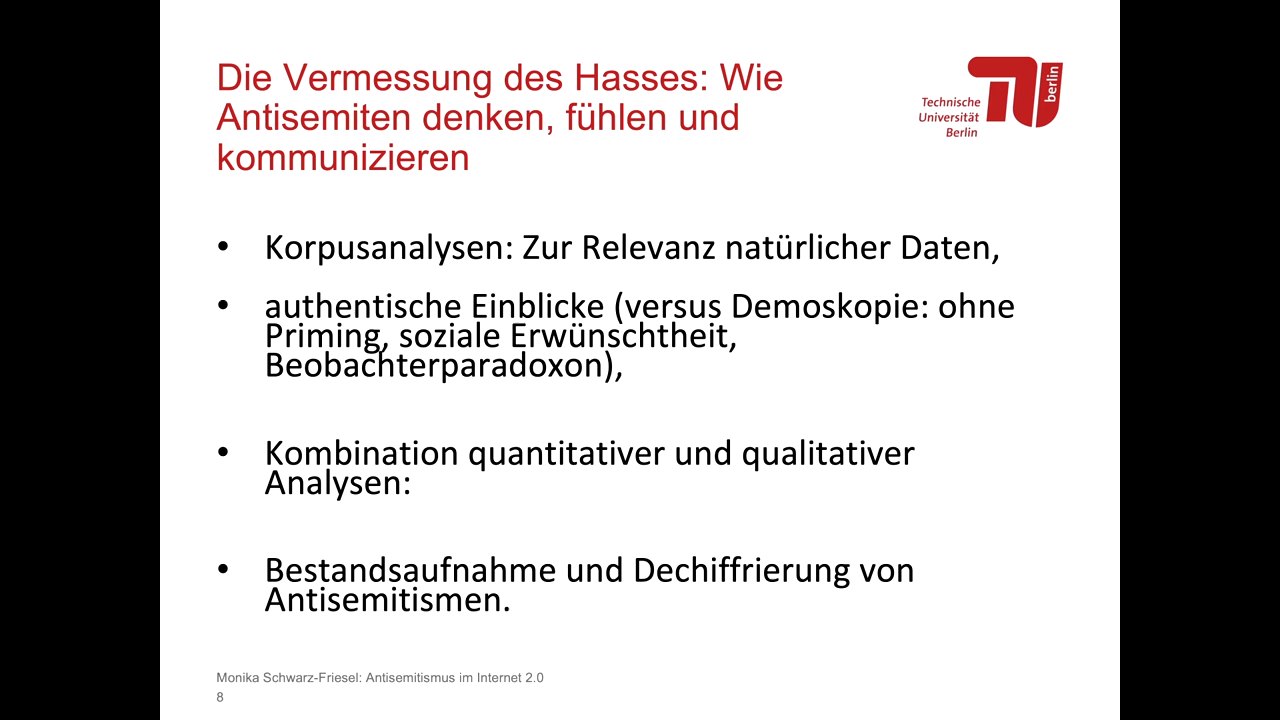 Die Vermessung des Hasses: Wie
Antisemiten denken, fühlen und
kommunizieren
Technische
Universität
Berlin
berlin
• Korpusanalysen: Zur Relevanz natürlicher Daten,
• authentische Einblicke (versus Demoskopie: ohne
Priming, soziale Erwünschtheit,
Beobachterparadoxon),
• Kombination quantitativer und qualitativer
Analysen:
• Bestandsaufnahme und Dechiffrierung von
Antisemitismen.
Monika Schwarz-Friesel: Antisemitismus im Internet 2.0
8